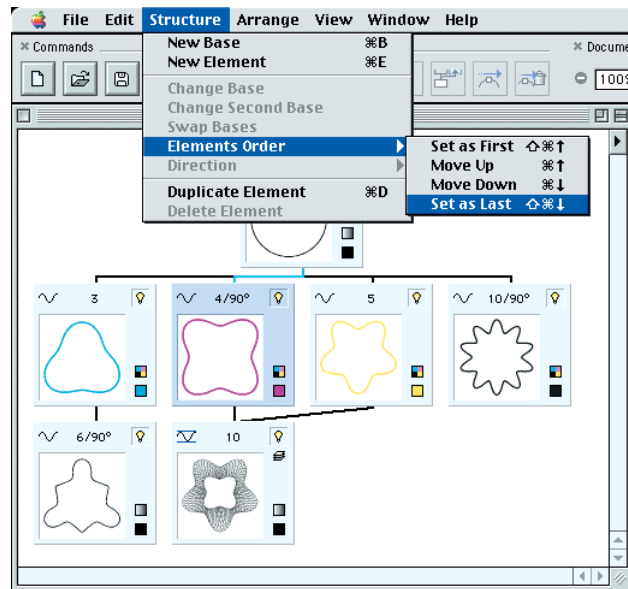 File Edit Structure Arrange View Window Help
Commands
Docume
100%
New Base ⌘B
New Element ⌘E
Change Base
Change Second Base
Swap Bases
Elements Order
Direction
Duplicate Element ⌘D
Delete Element
Set as First ⇧⌘↑
Move Up ⌘↑
Move Down ⌘↓
Set as Last ⇧⌘↓
3
4/90°
5
10/90°
6/90°
10